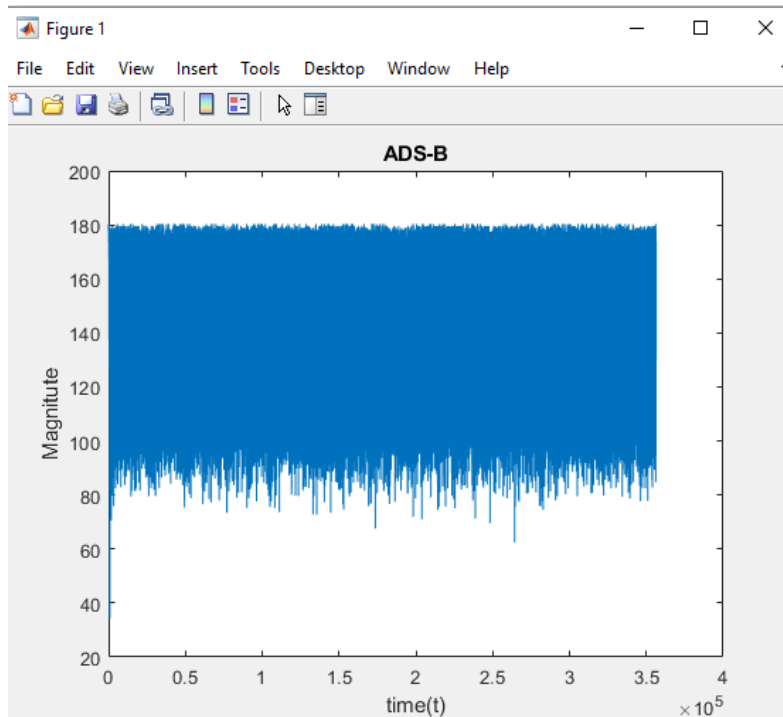 Figure 1
File Edit View Insert Tools Desktop Window Help
ADS-B
200
180
160
140
120
100
80
60
40
20
Magnitute
0 0.5 1 1.5 2 2.5 3 3.5 4
time(t)
× 10^5